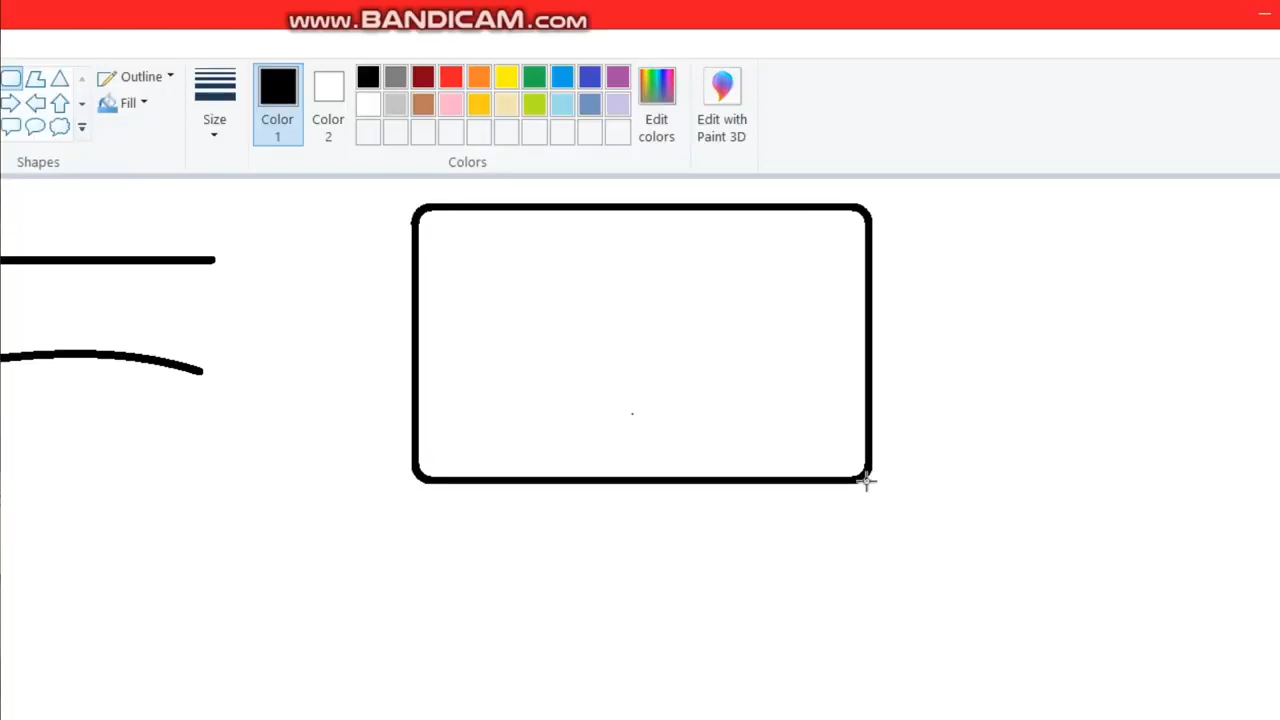 www.BANDICAM.com
Outline
Fill
Size
Color 1
Color 2
Edit colors
Edit with Paint 3D
Shapes
Colors